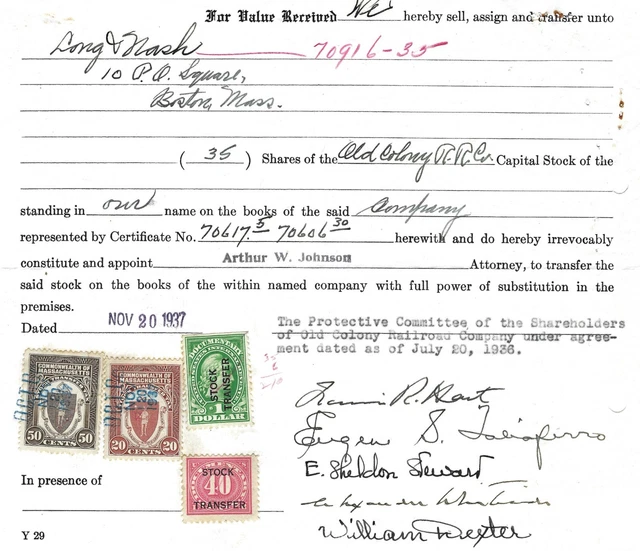 For Value Received We hereby sell, assign and transfer unto
Long & Nash 70916-35
10 P.O. Square,
Boston, Mass.
( 35 ) Shares of the Old Colony R.R. Co. Capital Stock of the
standing in our name on the books of the said Company
represented by Certificate No. 70617.5 - 70606 30 herewith and do hereby irrevocably
constitute and appoint Arthur W. Johnson Attorney, to transfer the
said stock on the books of the within named company with full power of substitution in the
premises.
Dated NOV 20 1937
The Protective Committee of the Shareholders
of Old Colony Railroad Company under agree-
ment dated as of July 20, 1936.
COMMONWEALTH OF MASSACHUSETTS
50 CENTS 50
COMMONWEALTH OF MASSACHUSETTS
20 CENTS 20
DOCUMENTARY
STOCK TRANSFER
1 DOLLAR
R. Hart
Eugene S. Taliaferro
E. Sheldon Steward
STOCK
40
TRANSFER
In presence of
William Dexter
Y 29